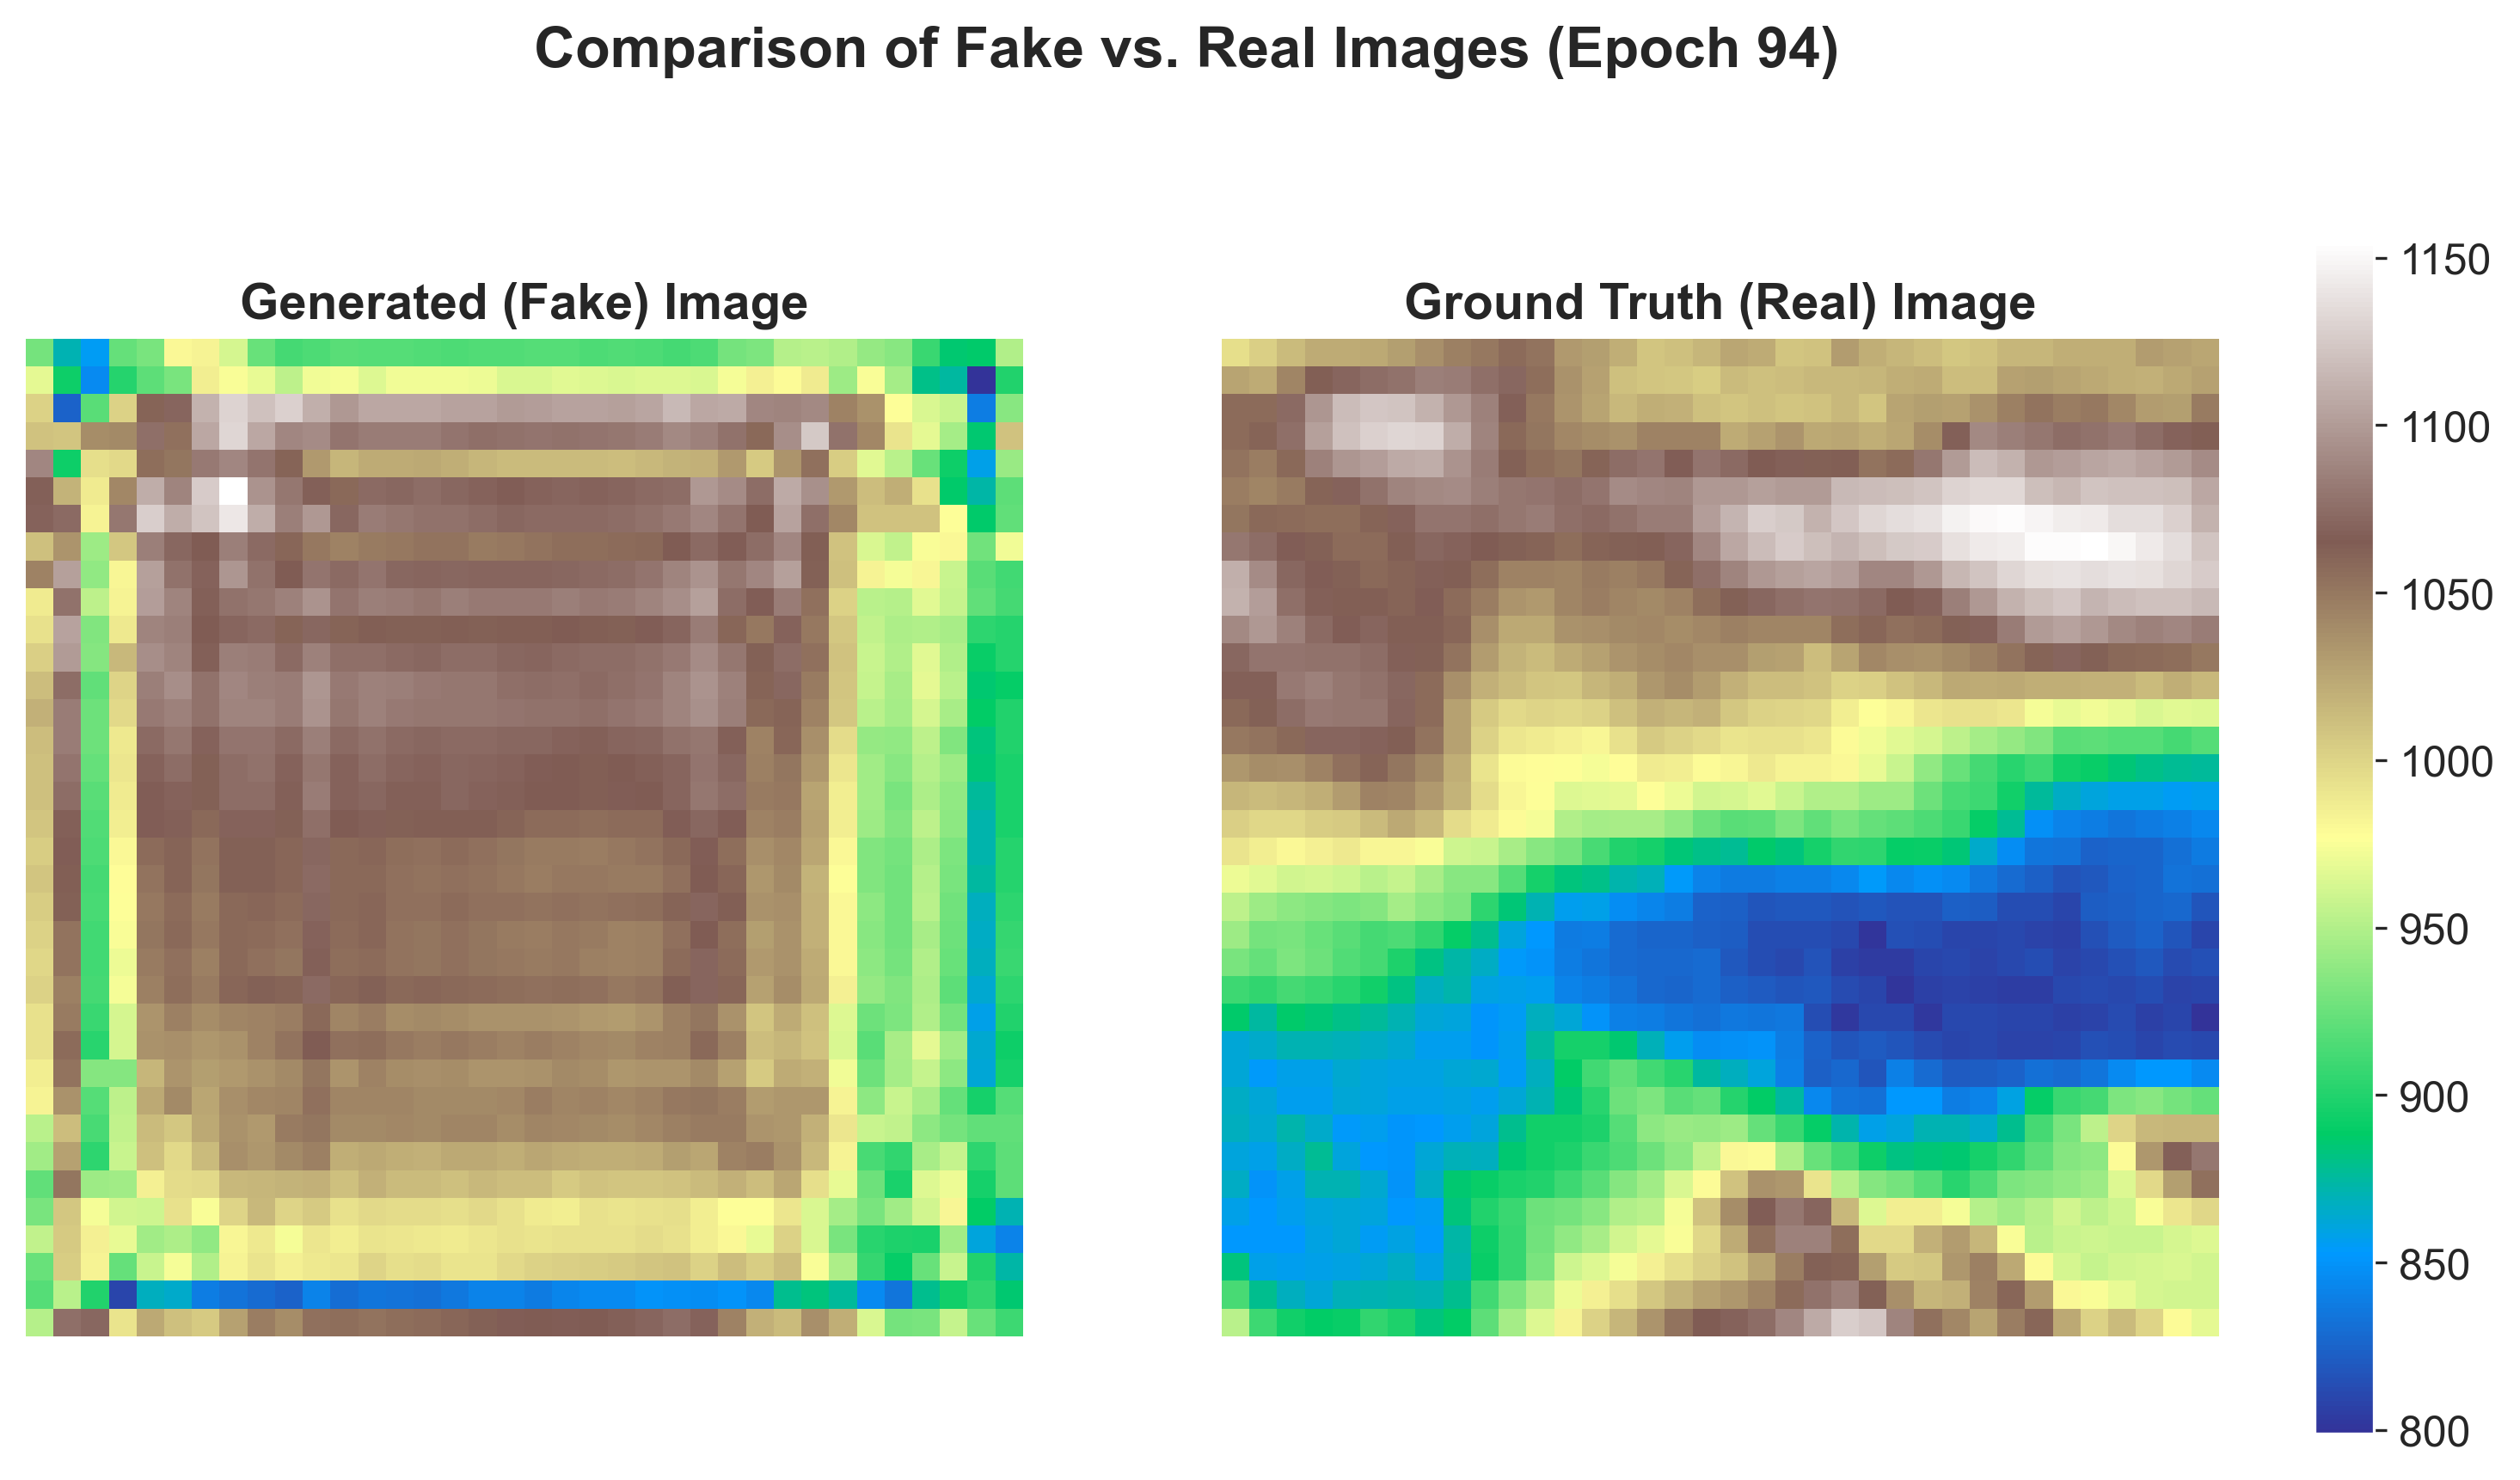 Comparison of Fake vs. Real Images (Epoch 94)
Generated (Fake) Image
Ground Truth (Real) Image
1150
1100
1050
1000
950
900
850
800